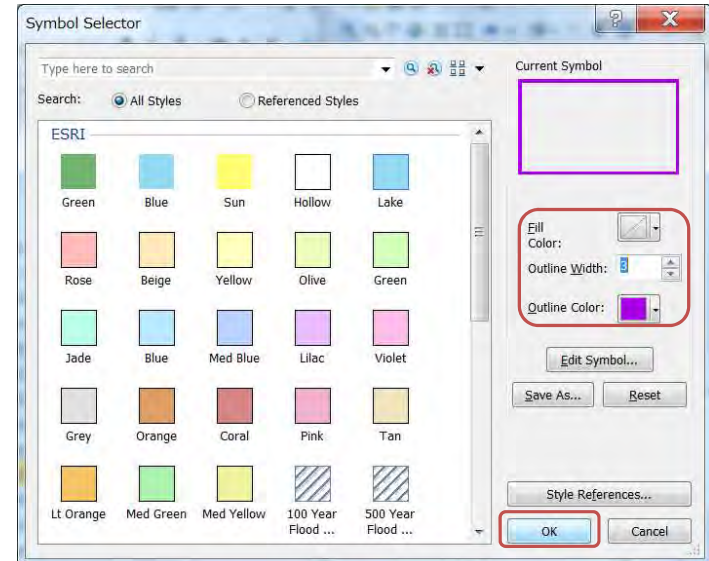 Symbol Selector
Type here to search
Search: All Styles Referenced Styles
ESRI
Green Blue Sun Hollow Lake
Rose Beige Yellow Olive Green
Jade Blue Med Blue Lilac Violet
Grey Orange Coral Pink Tan
Lt Orange Med Green Med Yellow 100 Year 500 Year
Flood ... Flood ...
Current Symbol
Fill
Color:
Outline Width: 3
Outline Color:
Edit Symbol...
Save As... Reset
Style References...
OK Cancel